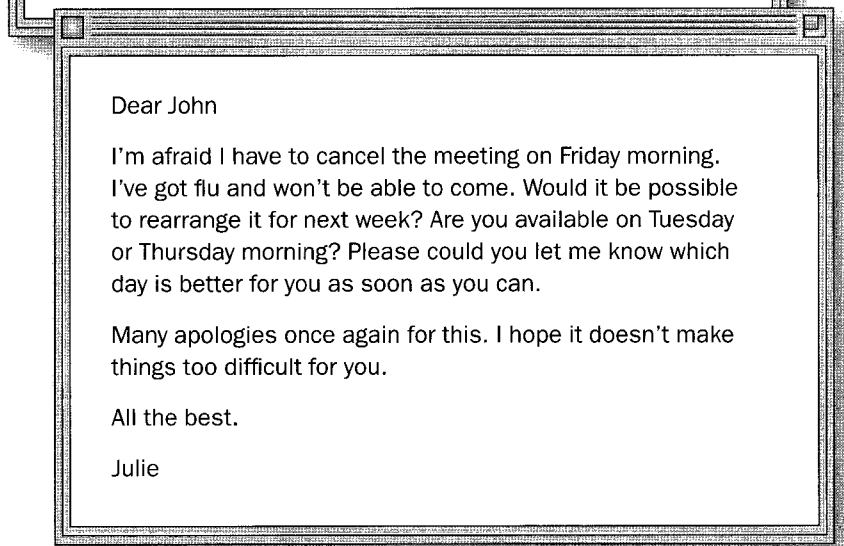 Dear John
I'm afraid I have to cancel the meeting on Friday morning.
I've got flu and won't be able to come. Would it be possible
to rearrange it for next week? Are you available on Tuesday
or Thursday morning? Please could you let me know which
day is better for you as soon as you can.
Many apologies once again for this. I hope it doesn't make
things too difficult for you.
All the best.
Julie